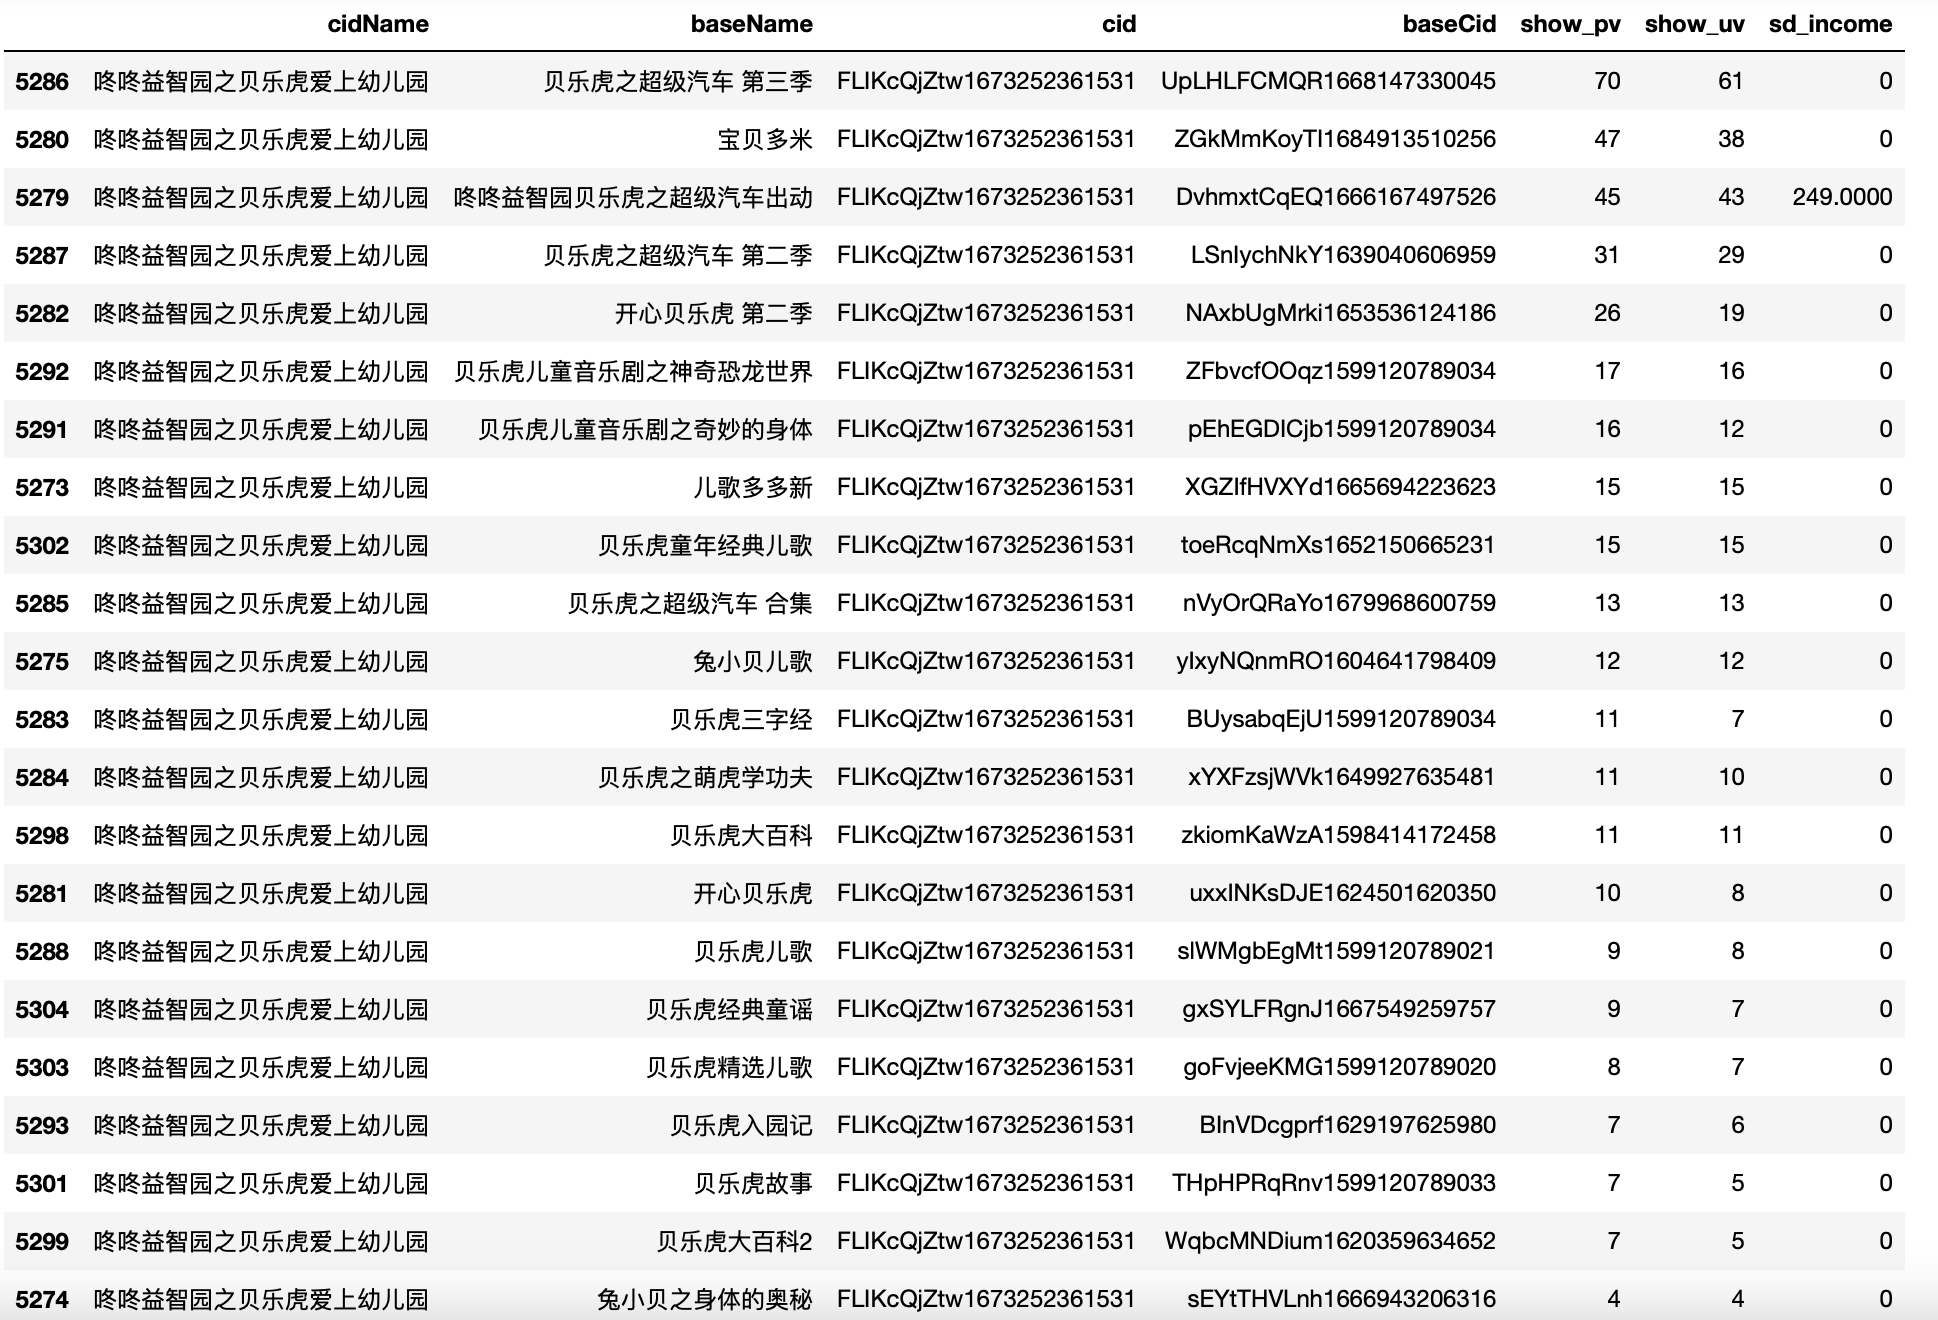 cidName baseName cid baseCid show_pv show_uv sd_income
5286 咚咚益智园之贝乐虎爱上幼儿园 贝乐虎之超级汽车 第三季 FLIKcQjZtw1673252361531 UpLHLFCMQR1668147330045 70 61 0
5280 咚咚益智园之贝乐虎爱上幼儿园 宝贝多米 FLIKcQjZtw1673252361531 ZGkMmKoyTI1684913510256 47 38 0
5279 咚咚益智园之贝乐虎爱上幼儿园 咚咚益智园贝乐虎之超级汽车出动 FLIKcQjZtw1673252361531 DvhmxtCqEQ1666167497526 45 43 249.0000
5287 咚咚益智园之贝乐虎爱上幼儿园 贝乐虎之超级汽车 第二季 FLIKcQjZtw1673252361531 LSnIychNkY1639040606959 31 29 0
5282 咚咚益智园之贝乐虎爱上幼儿园 开心贝乐虎 第二季 FLIKcQjZtw1673252361531 NAxbUgMrki1653536124186 26 19 0
5292 咚咚益智园之贝乐虎爱上幼儿园 贝乐虎儿童音乐剧之神奇恐龙世界 FLIKcQjZtw1673252361531 ZFbvcfOOqz1599120789034 17 16 0
5291 咚咚益智园之贝乐虎爱上幼儿园 贝乐虎儿童音乐剧之奇妙的身体 FLIKcQjZtw1673252361531 pEhEGDICjb1599120789034 16 12 0
5273 咚咚益智园之贝乐虎爱上幼儿园 儿歌多多新 FLIKcQjZtw1673252361531 XGZIfHVXYd1665694223623 15 15 0
5302 咚咚益智园之贝乐虎爱上幼儿园 贝乐虎童年经典儿歌 FLIKcQjZtw1673252361531 toeRcqNmXs1652150665231 15 15 0
5285 咚咚益智园之贝乐虎爱上幼儿园 贝乐虎之超级汽车 合集 FLIKcQjZtw1673252361531 nVyOrQRaYo1679968600759 13 13 0
5275 咚咚益智园之贝乐虎爱上幼儿园 兔小贝儿歌 FLIKcQjZtw1673252361531 yIxyNQnmRO1604641798409 12 12 0
5283 咚咚益智园之贝乐虎爱上幼儿园 贝乐虎三字经 FLIKcQjZtw1673252361531 BUysabqEjU1599120789034 11 7 0
5284 咚咚益智园之贝乐虎爱上幼儿园 贝乐虎之萌虎学功夫 FLIKcQjZtw1673252361531 xYXFzsjWVk1649927635481 11 10 0
5298 咚咚益智园之贝乐虎爱上幼儿园 贝乐虎大百科 FLIKcQjZtw1673252361531 zkiomKaWzA1598414172458 11 11 0
5281 咚咚益智园之贝乐虎爱上幼儿园 开心贝乐虎 FLIKcQjZtw1673252361531 uxxINKsDJE1624501620350 10 8 0
5288 咚咚益智园之贝乐虎爱上幼儿园 贝乐虎儿歌 FLIKcQjZtw1673252361531 slWMgbEgMt1599120789021 9 8 0
5304 咚咚益智园之贝乐虎爱上幼儿园 贝乐虎经典童谣 FLIKcQjZtw1673252361531 gxSYLFRgnJ1667549259757 9 7 0
5303 咚咚益智园之贝乐虎爱上幼儿园 贝乐虎精选儿歌 FLIKcQjZtw1673252361531 goFvjeeKMG1599120789020 8 7 0
5293 咚咚益智园之贝乐虎爱上幼儿园 贝乐虎入园记 FLIKcQjZtw1673252361531 BInVDcgprf1629197625980 7 6 0
5301 咚咚益智园之贝乐虎爱上幼儿园 贝乐虎故事 FLIKcQjZtw1673252361531 THpHPRqRnv1599120789033 7 5 0
5299 咚咚益智园之贝乐虎爱上幼儿园 贝乐虎大百科2 FLIKcQjZtw1673252361531 WqbcMNDium1620359634652 7 5 0
5274 咚咚益智园之贝乐虎爱上幼儿园 兔小贝之身体的奥秘 FLIKcQjZtw1673252361531 sEYtTHVLnh1666943206316 4 4 0